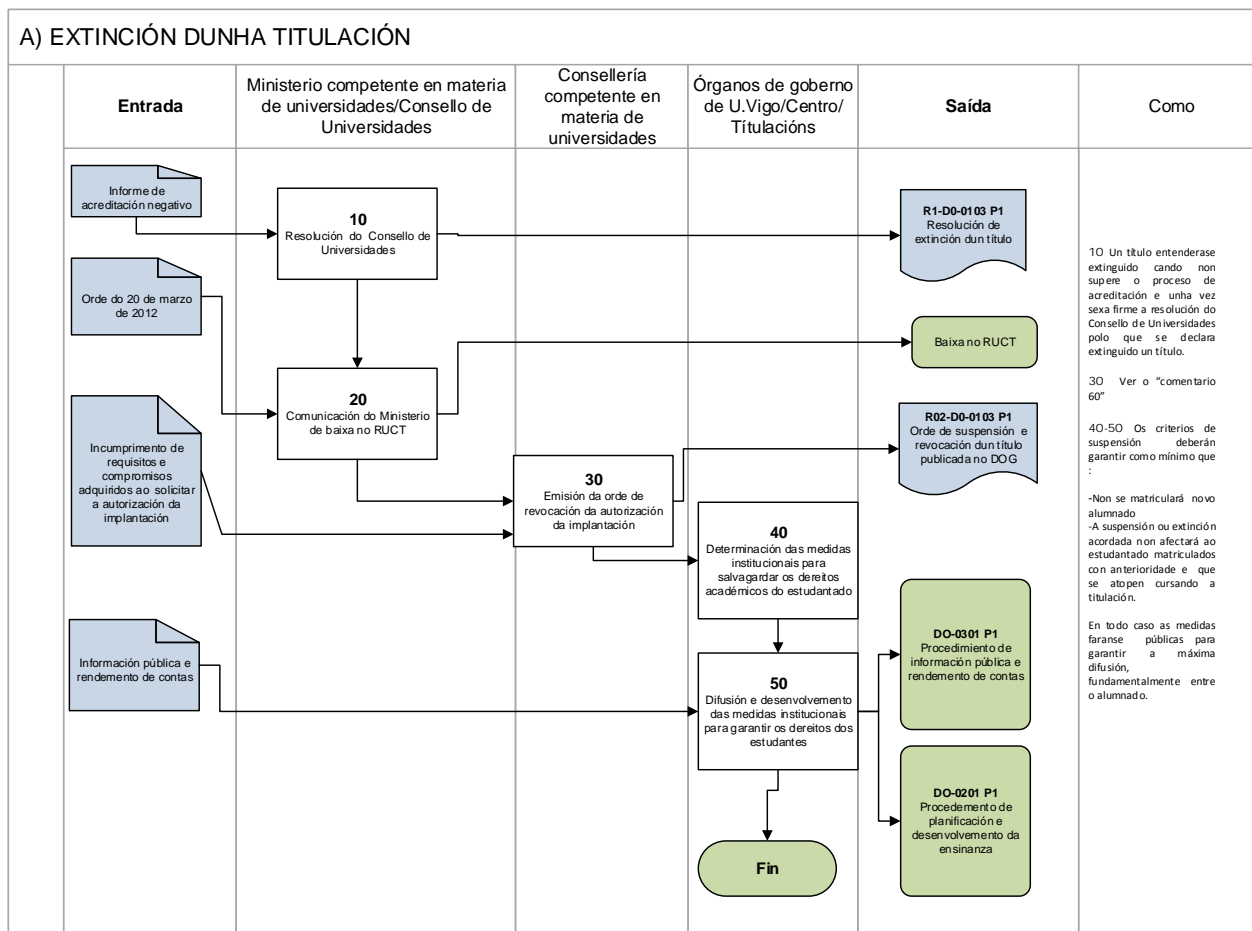 A) EXTINCIÓN DUNHA TITULACIÓN
Entrada
Ministerio competente en materia
de universidades/Consello de
Universidades
Consellería
competente en
materia de
universidades
Órganos de goberno
de U.Vigo/Centro/
Títulacións
Saída
Como
Informe de
acreditación negativo
10
Resolución do Consello de
Universidades
R1-D0-0103 P1
Resolución de
extinción dun título
Orde do 20 de marzo
de 2012
20
Comunicación do Ministerio
de baixa no RUCT
Baixa no RUCT
Incumprimento de
requisitos e
compromisos
adquiridos ao solicitar
a autorización da
implantación
30
Emisión da orde de
revocación da autorización
da implantación
R02-D0-0103 P1
Orde de suspensión e
revocación dun título
publicada no DOG
40
Determinación das medidas
institucionais para
salvagardar os dereitos
académicos do estudantado
Información pública e
rendemento de contas
50
Difusión e desenvolvemento
das medidas institucionais
para garantir os dereitos dos
estudantes
DO-0301 P1
Procedimiento de
información pública e
rendemento de contas
DO-0201 P1
Procedemento de
planificación e
desenvolvemento da
ensinanza
Fin
10 Un título entenderase
extinguido cando non
supere o proceso de
acreditación e unha vez
sexa firme a resolución do
Consello de Universidades
polo que se declara
extinguido un título.
30 Ver o "comentario
60"
40-50 Os criterios de
suspensión deberán
garantir como mínimo que
:
-Non se matriculará novo
alumnado
-A suspensión ou extinción
acordada non afectará ao
estudantado matriculados
con anterioridade e que
se atopen cursando a
titulación.
En todo caso as medidas
faranse públicas para
garantir a máxima
difusión,
fundamentalmente entre
o alumnado.